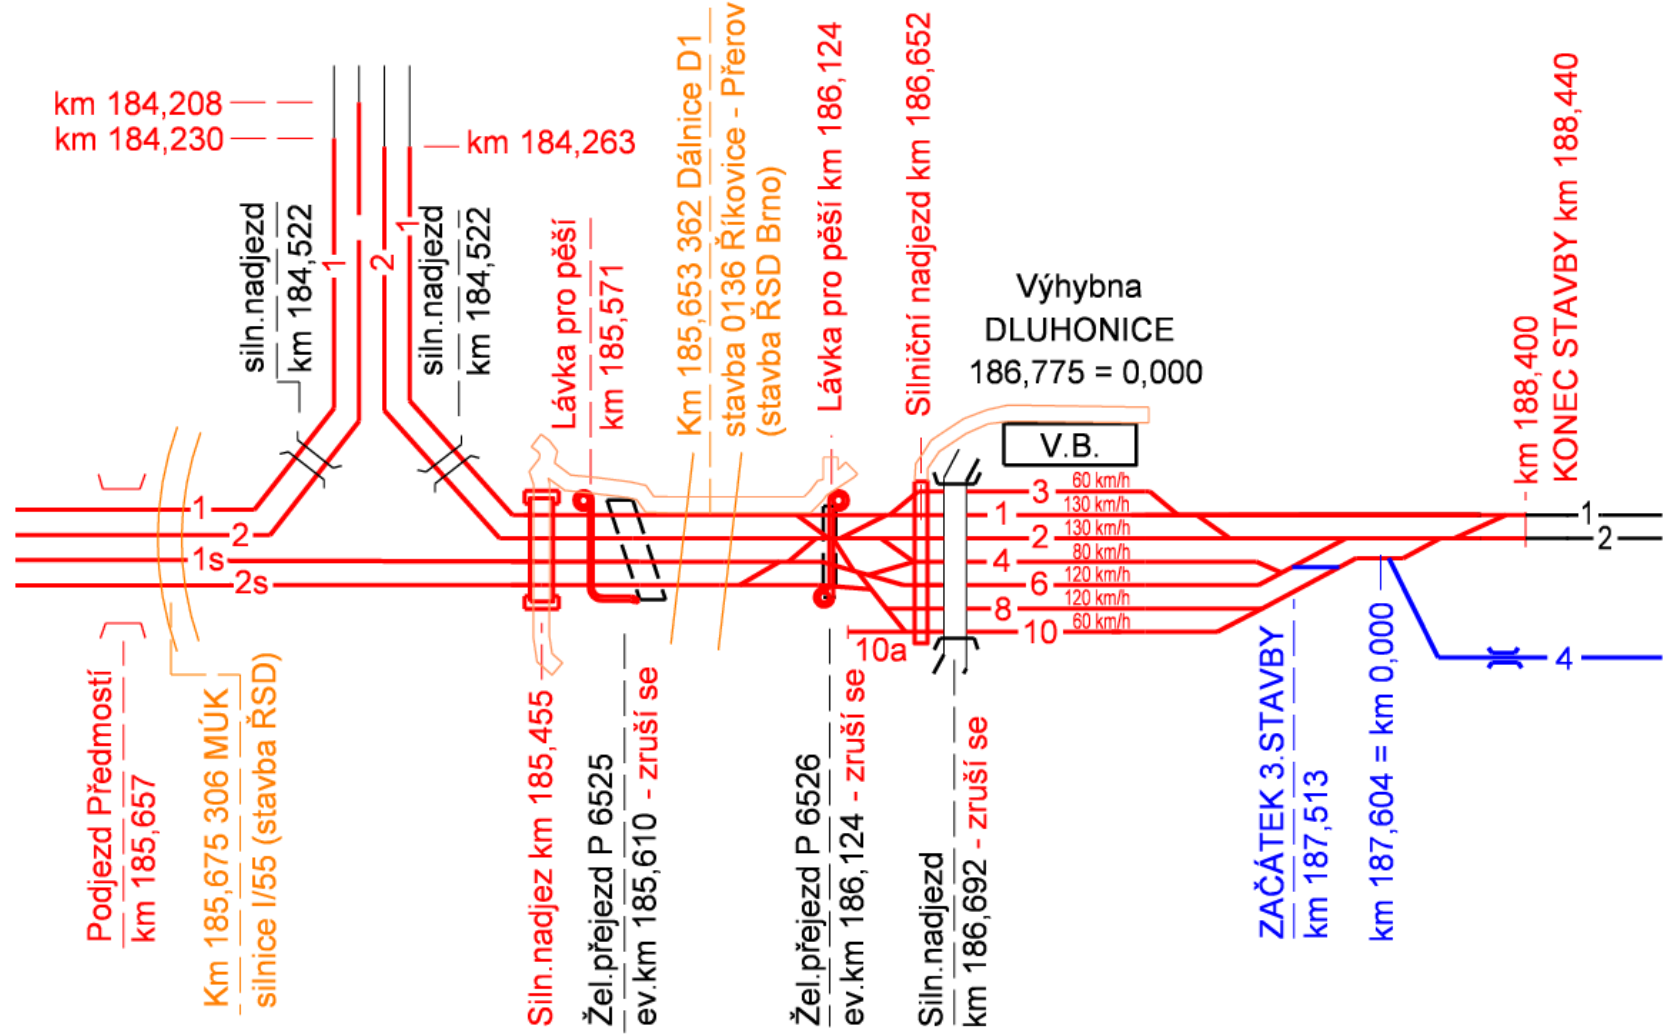 km 184,208
km 184,230
km 184,263
siln.nadjezd
km 184,522
1
2
1
siln.nadjezd
km 184,522
Lávka pro pěší
km 185,571
Km 185,653 362 Dálnice D1
stavba 0136 Říkovice - Přerov
(stavba ŘSD Brno)
Lávka pro pěší km 186,124
Silniční nadjezd km 186,652
Výhybna
DLUHONICE
186,775 = 0,000
V.B.
km 188,400
KONEC STAVBY km 188,440
1
2
1s
2s
3 60 km/h
1 130 km/h
2 130 km/h
4 80 km/h
6 120 km/h
8 120 km/h
10 60 km/h
10a
1
2
4
Podjezd Předmostí
km 185,657
Km 185,675 306 MÚK
silnice I/55 (stavba ŘSD)
Siln.nadjez km 185,455
Žel.přejezd P 6525
ev.km 185,610 - zruší se
Žel.přejezd P 6526
ev.km 186,124 - zruší se
Siln.nadjezd
km 186,692 - zruší se
ZAČÁTEK 3.STAVBY
km 187,513
km 187,604 = km 0,000